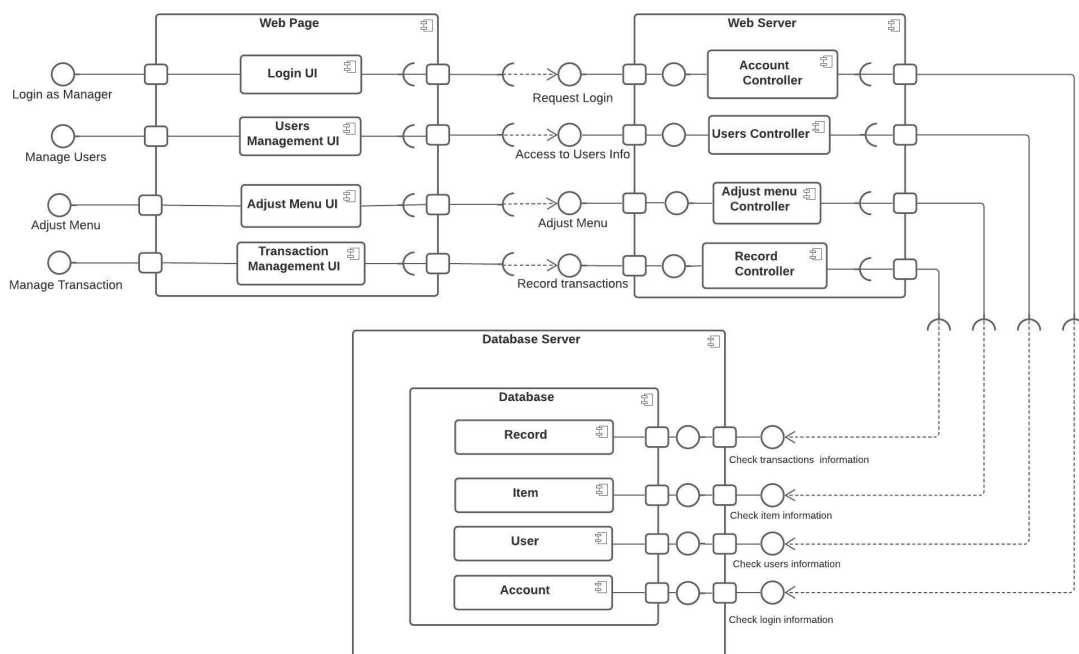 Web Page
Web Server
Login UI
Account
Controller
Login as Manager
Request Login
Users
Management UI
Users Controller
Manage Users
Access to Users Info
Adjust Menu UI
Adjust menu
Controller
Adjust Menu
Adjust Menu
Transaction
Management UI
Record
Controller
Manage Transaction
Record transactions
Database Server
Database
Record
Check transactions information
Item
Check item information
User
Check users information
Account
Check login information